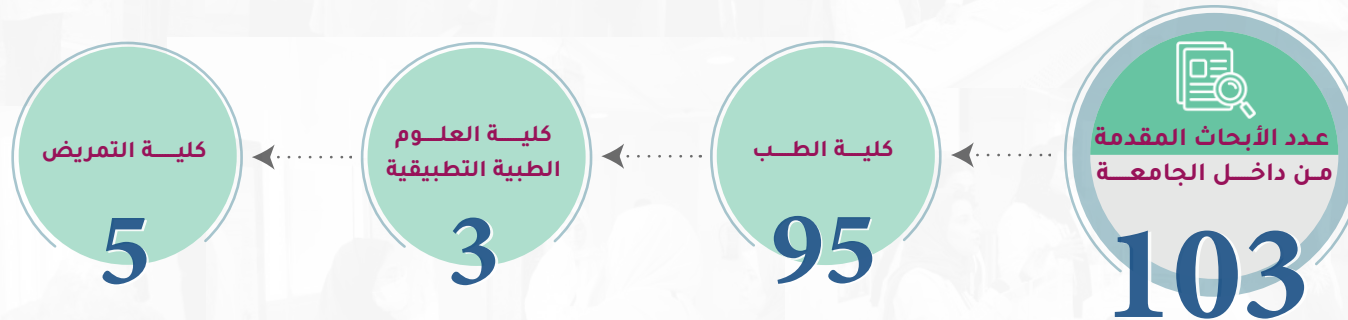 عدد الأبحاث المقدمة
من داخل الجامعة
103
كلية الطب
95
كلية العلوم
الطبية التطبيقية
3
كلية التمريض
5